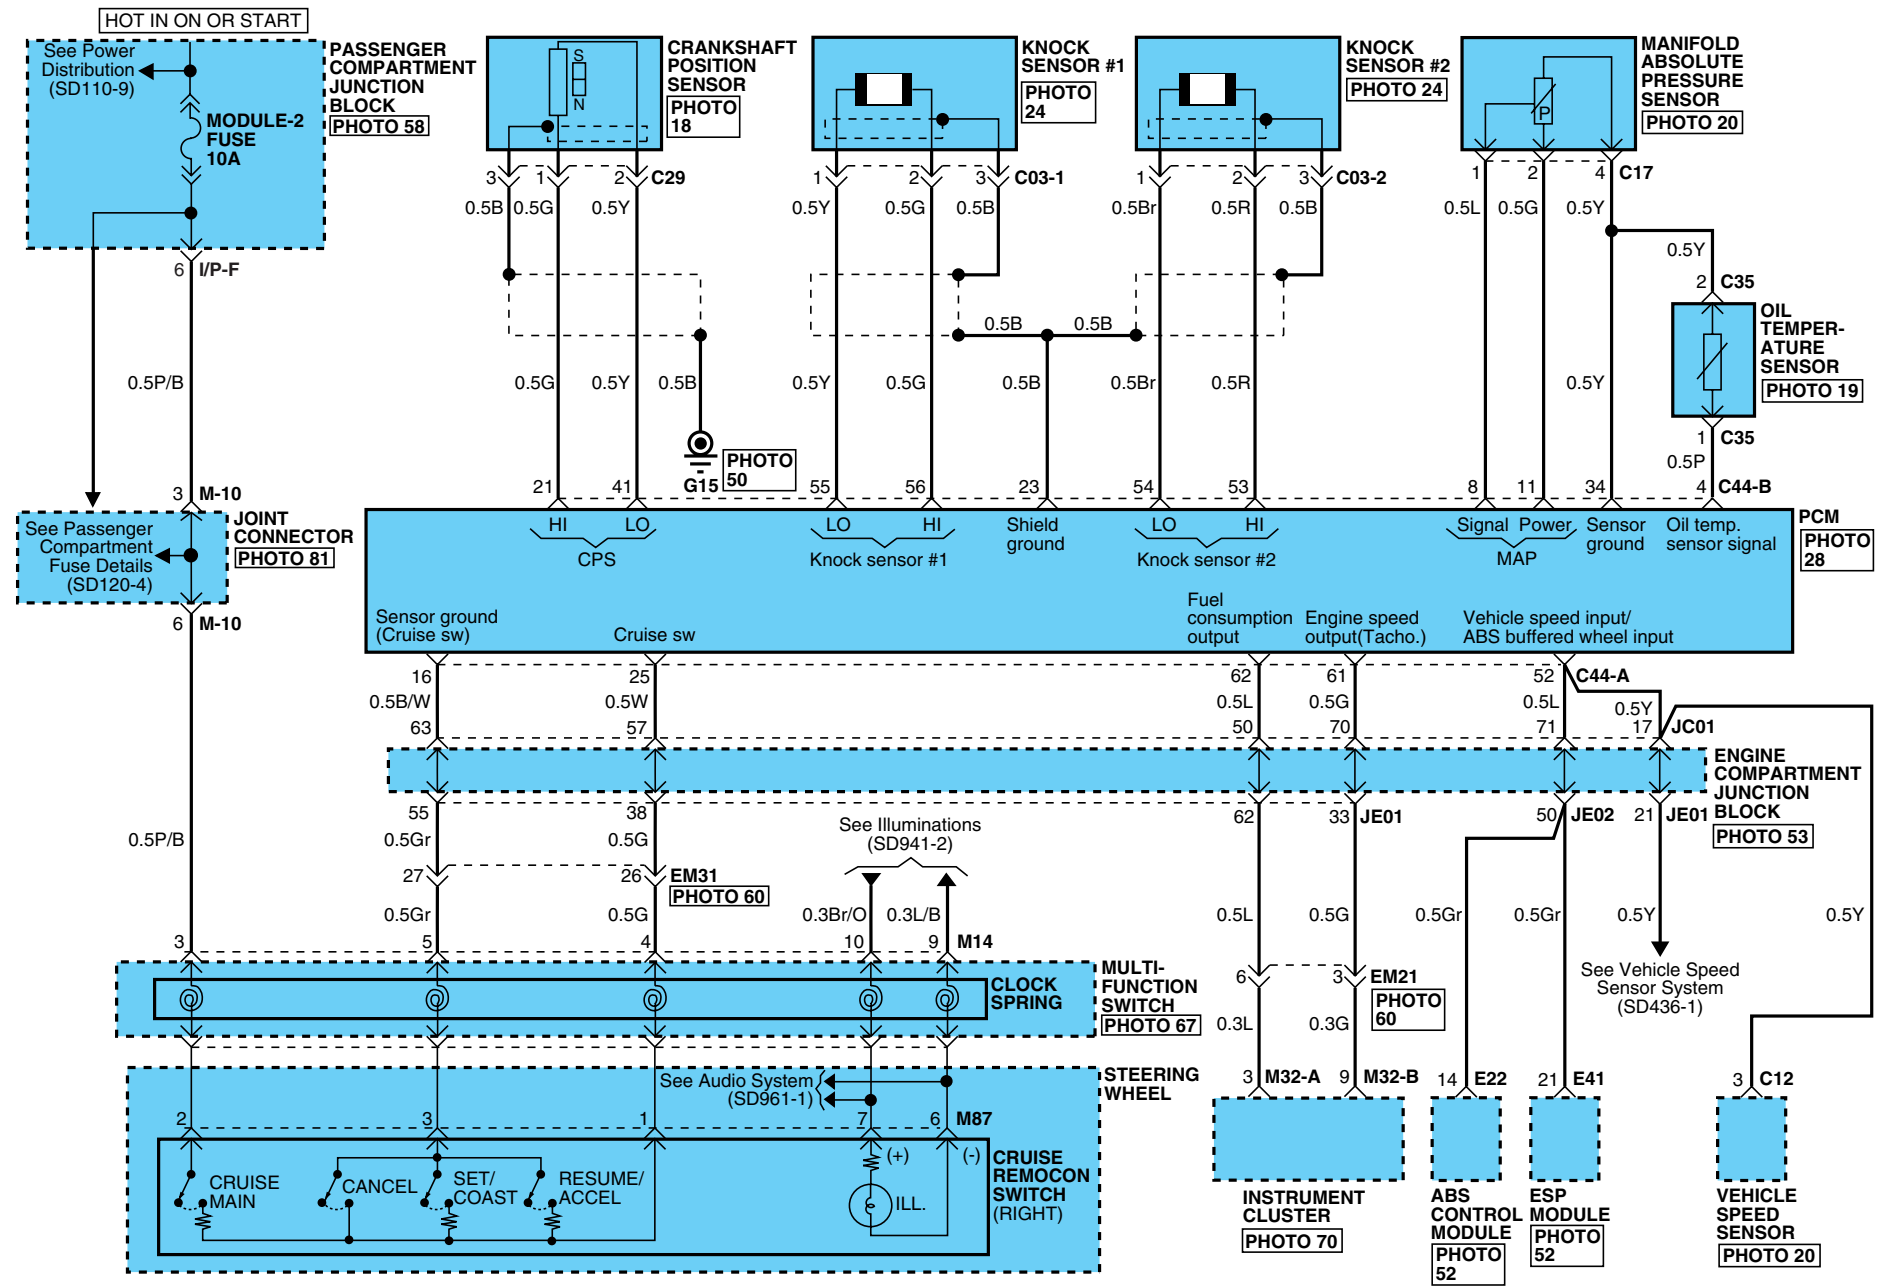 HOT IN ON OR START
See Power
Distribution
(SD110-9)
MODULE-2
FUSE
10A
PASSENGER
COMPARTMENT
JUNCTION
BLOCK
PHOTO 58
6 I/P-F
S
N
CRANKSHAFT
POSITION
SENSOR
PHOTO
18
3 1 2 C29
0.5B 0.5G 0.5Y
KNOCK
SENSOR #1
PHOTO
24
1 2 3 C03-1
0.5Y 0.5G 0.5B
KNOCK
SENSOR #2
PHOTO 24
1 2 3 C03-2
0.5Br 0.5R 0.5B
P
MANIFOLD
ABSOLUTE
PRESSURE
SENSOR
PHOTO 20
1 2 4 C17
0.5L 0.5G 0.5Y
0.5Y
2 C35
OIL
TEMPER-
ATURE
SENSOR
PHOTO 19
1 C35
0.5P
0.5B 0.5B
0.5P/B 0.5G 0.5Y 0.5B 0.5Y 0.5G 0.5B 0.5Br 0.5R 0.5Y
G15
PHOTO
50
3 M-10
See Passenger
Compartment
Fuse Details
(SD120-4)
JOINT
CONNECTOR
PHOTO 81
6 M-10
21 41 55 56 23 54 53 8 11 34 4 C44-B
HI LO
CPS
LO HI
Knock sensor #1
Shield
ground
LO HI
Knock sensor #2
Signal Power
MAP
Sensor
ground
Oil temp.
sensor signal
PCM
PHOTO
28
Sensor ground
(Cruise sw)
Cruise sw
Fuel
consumption
output
Engine speed
output(Tacho.)
Vehicle speed input/
ABS buffered wheel input
16 25 62 61 52 C44-A
0.5B/W 0.5W 0.5L 0.5G 0.5L 0.5Y
63 57 50 70 71 17 JC01
ENGINE
COMPARTMENT
JUNCTION
BLOCK
PHOTO 53
55 38 62 33 JE01 50 JE02 21 JE01
0.5P/B 0.5Gr 0.5G
See Illuminations
(SD941-2)
27 26 EM31
PHOTO 60
0.5Gr 0.5G 0.3Br/O 0.3L/B 0.5L 0.5G 0.5Gr 0.5Gr 0.5Y 0.5Y
3 5 4 10 9 M14
CLOCK
SPRING
MULTI-
FUNCTION
SWITCH
PHOTO 67
6 3 EM21
PHOTO
60
0.3L 0.3G
See Vehicle Speed
Sensor System
(SD436-1)
See Audio System
(SD961-1)
STEERING
WHEEL
2 3 1 7 6 M87
CRUISE
MAIN
CANCEL
SET/
COAST
RESUME/
ACCEL
(+) (-)
ILL.
CRUISE
REMOCON
SWITCH
(RIGHT)
3 M32-A 9 M32-B 14 E22 21 E41 3 C12
INSTRUMENT
CLUSTER
PHOTO 70
ABS
CONTROL
MODULE
PHOTO
52
ESP
MODULE
PHOTO
52
VEHICLE
SPEED
SENSOR
PHOTO 20